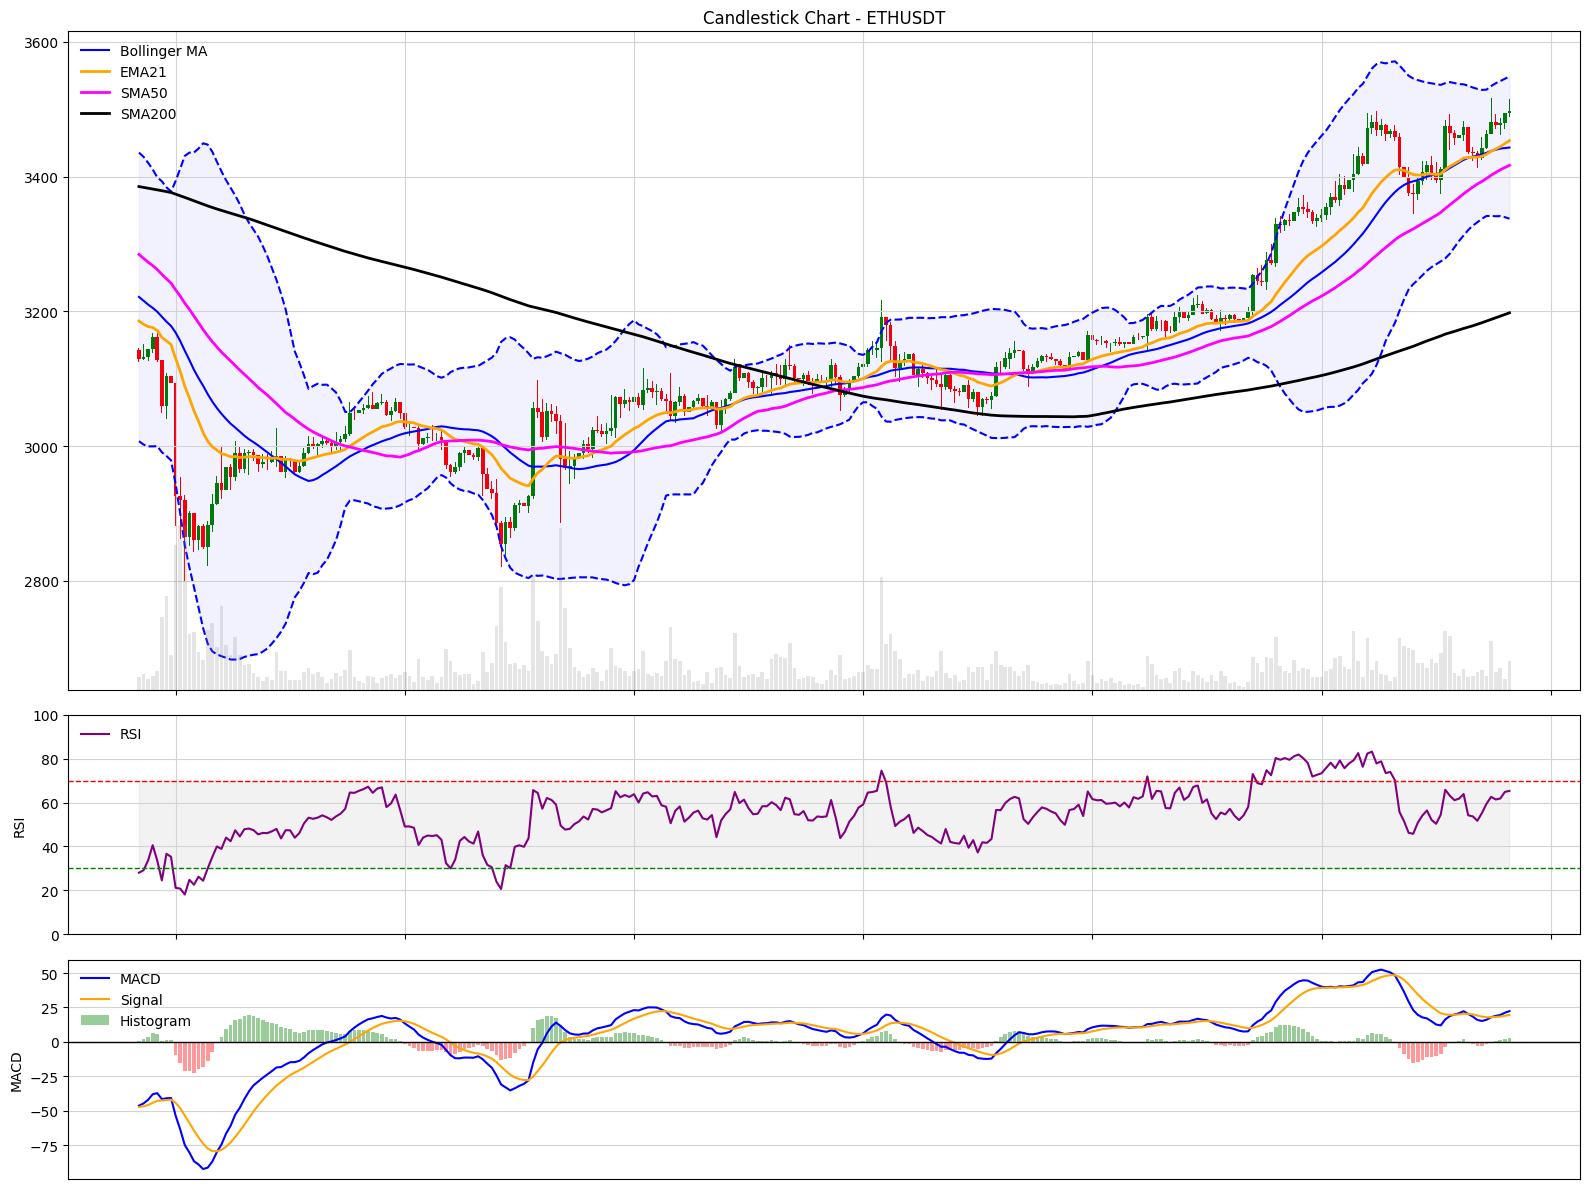 Candlestick Chart - ETHUSDT
3600
3400
3200
3000
2800
Bollinger MA
EMA21
SMA50
SMA200
100
80
60
40
20
0
RSI
RSI
50
25
0
−25
−50
−75
MACD
MACD
Signal
Histogram